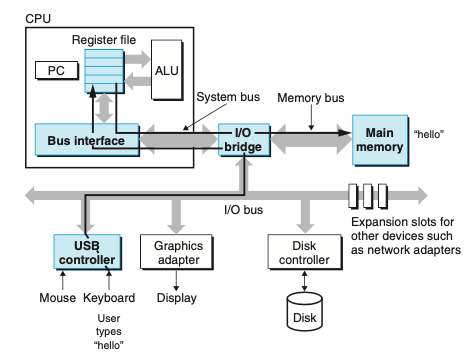 CPU
Register file
PC
ALU
System bus
Memory bus
Bus interface
I/O
bridge
Main
memory
"hello"
I/O bus
Expansion slots for
other devices such
as network adapters
USB
controller
Graphics
adapter
Disk
controller
Mouse
Keyboard
Display
Disk
User
types
"hello"